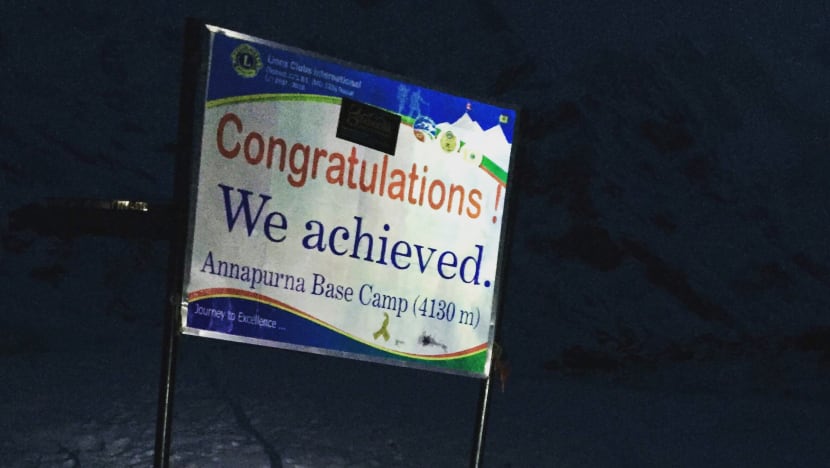 Lions Clubs International
Congratulations !
We achieved.
Annapurna Base Camp (4130 m)
Journey to Excellence ...